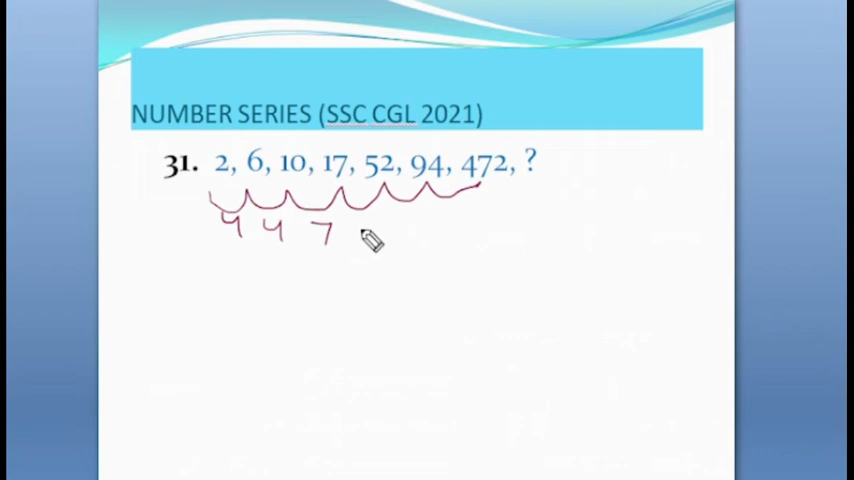 NUMBER SERIES (SSC CGL 2021)
31. 2, 6, 10, 17, 52, 94, 472, ?
4 4 7